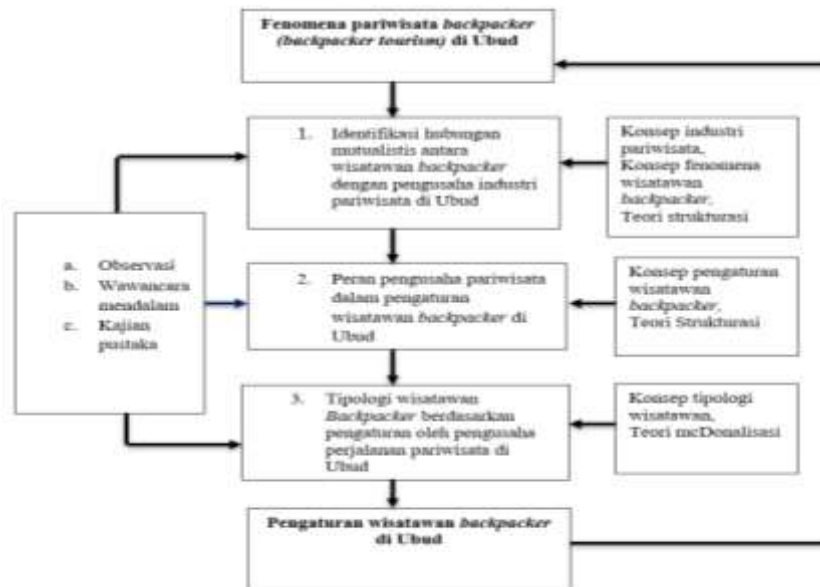 Fenomena pariwisata backpacker
(backpacker tourism) di Ubud
1. Identifikasi hubungan
mutualistis antara
wisatawan backpacker
dengan pengusaha industri
pariwisata di Ubud
Konsep industri
pariwisata,
Konsep fenomena
wisatawan
backpacker,
Teori strukturasi
a. Observasi
b. Wawancara
mendalam
c. Kajian
pustaka
2. Peran pengusaha pariwisata
dalam pengaturan
wisatawan backpacker di
Ubud
Konsep pengaturan
wisatawan
backpacker,
Teori Strukturasi
3. Tipologi wisatawan
Backpacker berdasarkan
pengaturan oleh pengusaha
perjalanan pariwisata di
Ubud
Konsep tipologi
wisatawan,
Teori mcDonalisasi
Pengaturan wisatawan backpacker
di Ubud